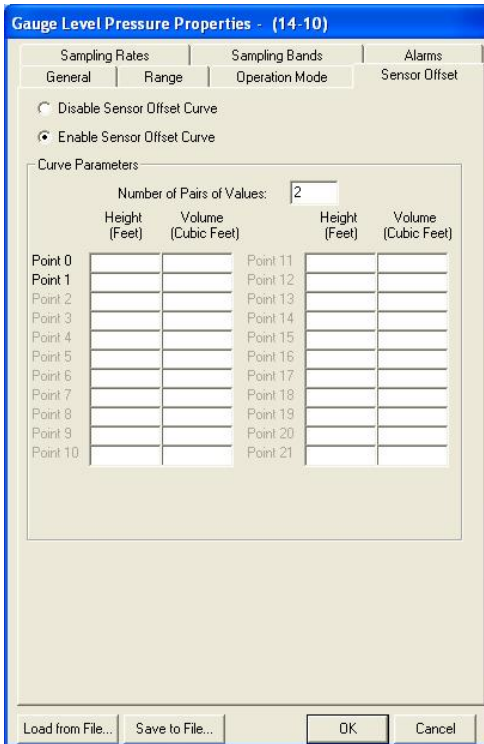 Gauge Level Pressure Properties - (14-10)
Sampling Rates Sampling Bands Alarms
General Range Operation Mode Sensor Offset
Disable Sensor Offset Curve
Enable Sensor Offset Curve
Curve Parameters
Number of Pairs of Values: 2
Height Volume Height Volume
(Feet) (Cubic Feet) (Feet) (Cubic Feet)
Point 0 Point 11
Point 1 Point 12
Point 2 Point 13
Point 3 Point 14
Point 4 Point 15
Point 5 Point 16
Point 6 Point 17
Point 7 Point 18
Point 8 Point 19
Point 9 Point 20
Point 10 Point 21
Load from File... Save to File... OK Cancel